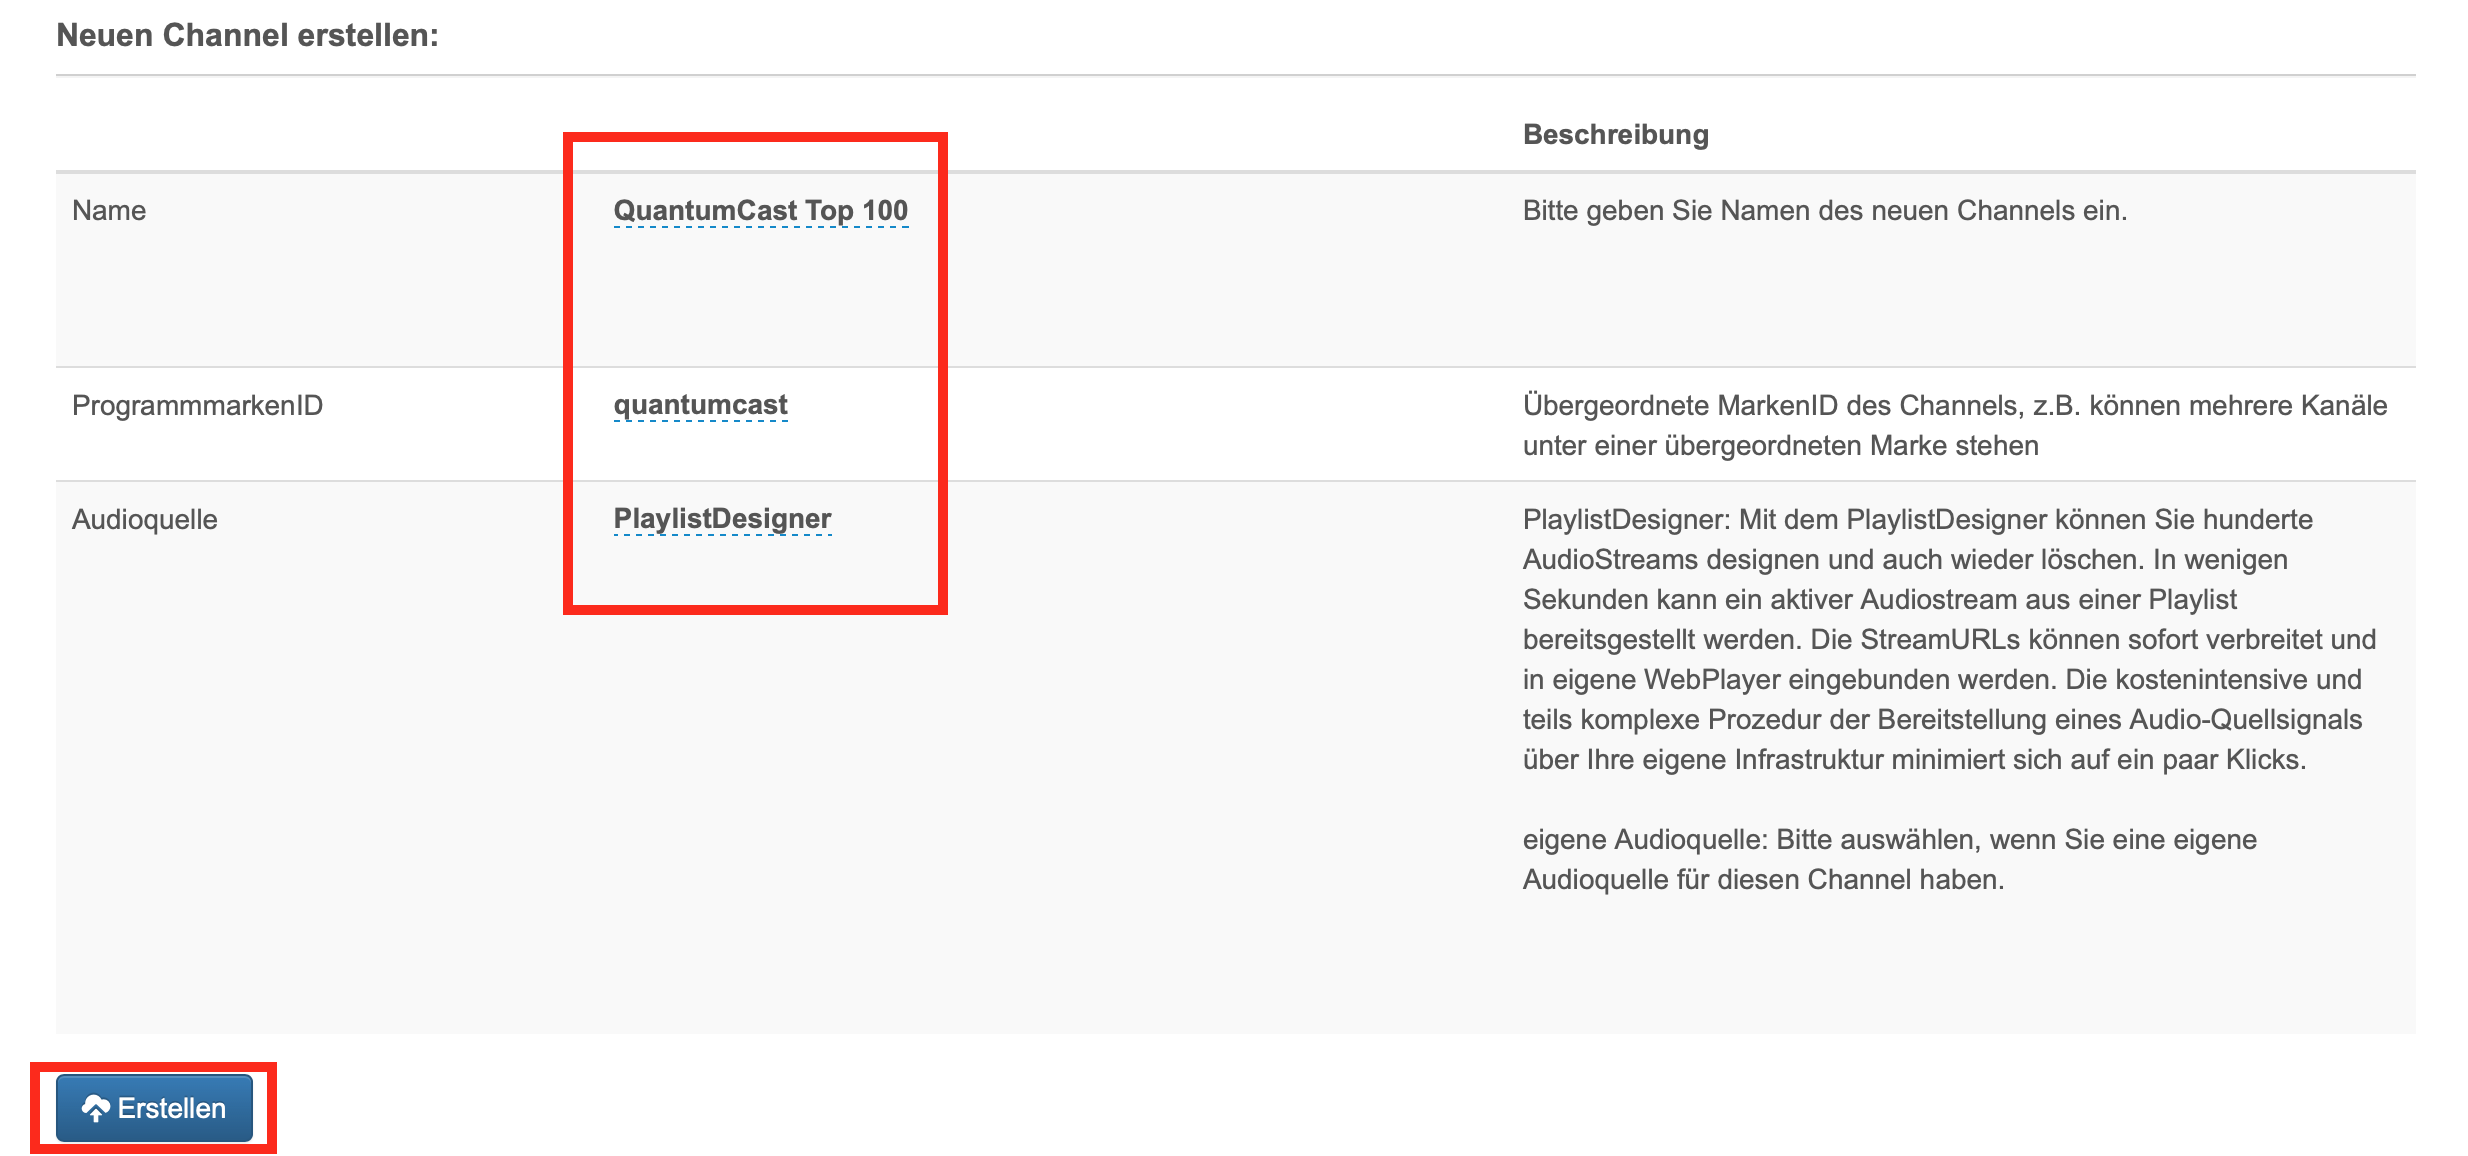 Neuen Channel erstellen:
Beschreibung
Name
QuantumCast Top 100
Bitte geben Sie Namen des neuen Channels ein.
ProgrammmarkenID
quantumcast
Übergeordnete MarkenID des Channels, z.B. können mehrere Kanäle
unter einer übergeordneten Marke stehen
Audioquelle
PlaylistDesigner
PlaylistDesigner: Mit dem PlaylistDesigner können Sie hunderte
AudioStreams designen und auch wieder löschen. In wenigen
Sekunden kann ein aktiver Audiostream aus einer Playlist
bereitsgestellt werden. Die StreamURLs können sofort verbreitet und
in eigene WebPlayer eingebunden werden. Die kostenintensive und
teils komplexe Prozedur der Bereitstellung eines Audio-Quellsignals
über Ihre eigene Infrastruktur minimiert sich auf ein paar Klicks.
eigene Audioquelle: Bitte auswählen, wenn Sie eine eigene
Audioquelle für diesen Channel haben.
Erstellen